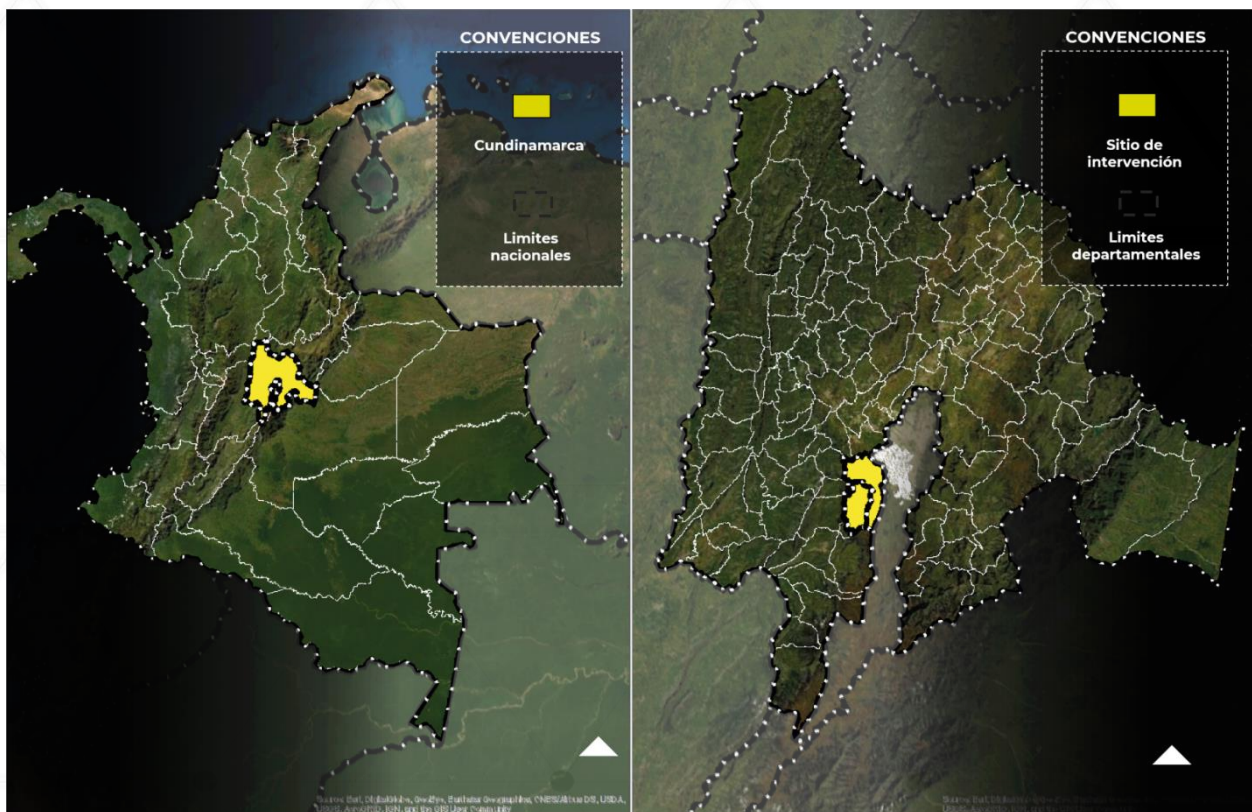 CONVENCIONES
Cundinamarca
Limites
nacionales
CONVENCIONES
Sitio de
intervención
Limites
departamentales